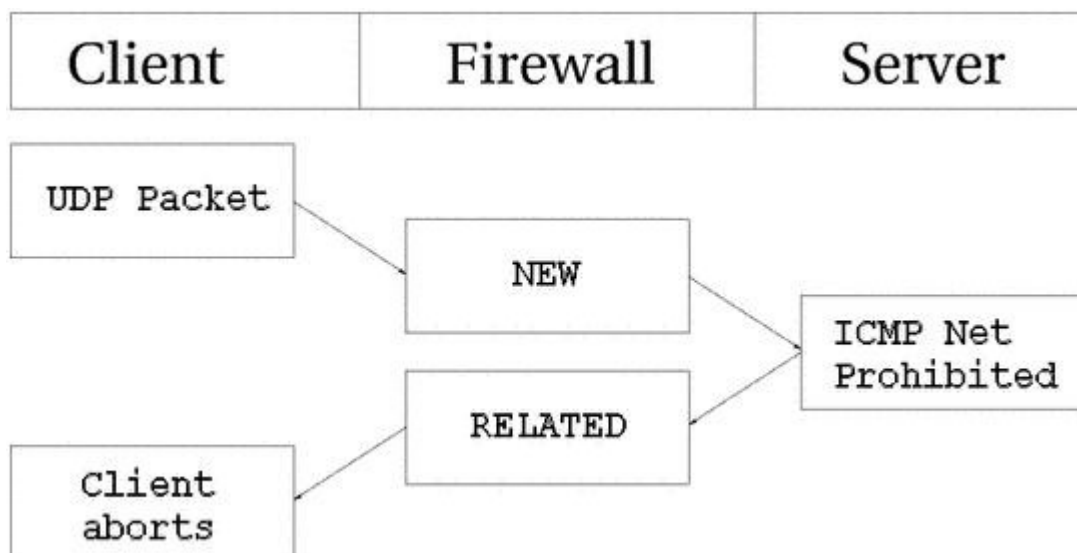 Client Firewall Server
UDP Packet
NEW
ICMP Net
Prohibited
RELATED
Client
aborts